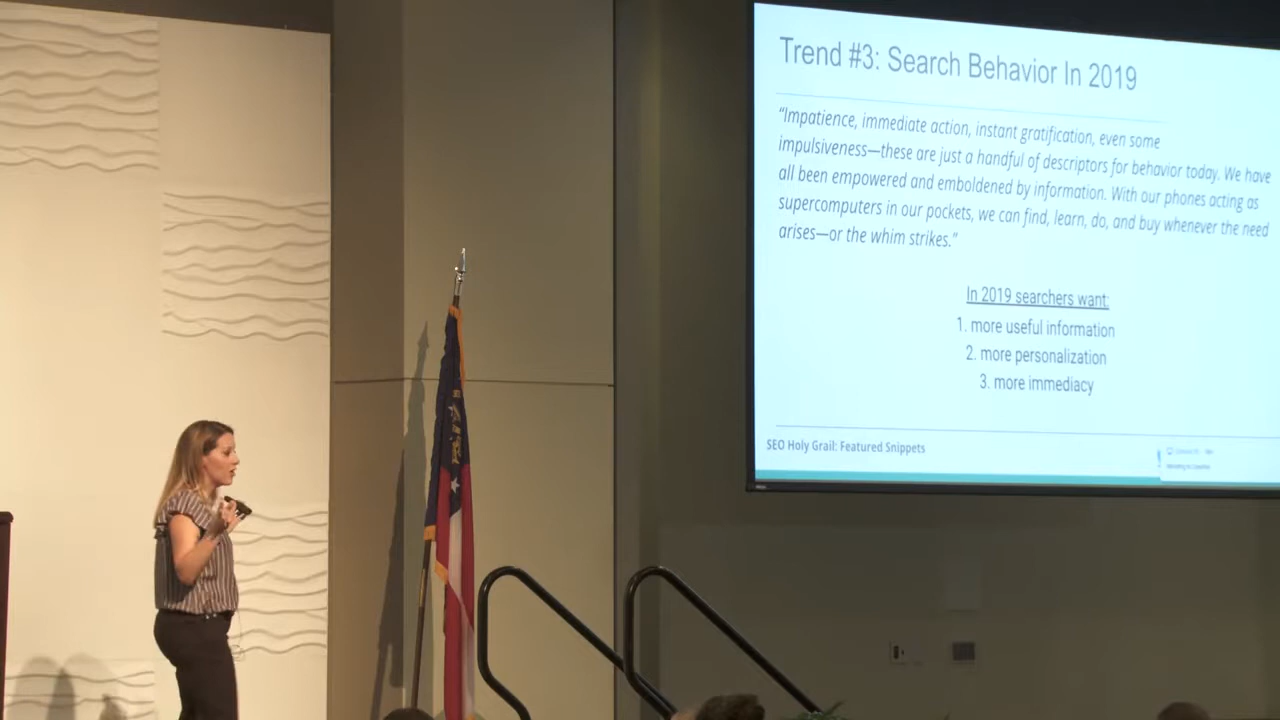 Trend #3: Search Behavior In 2019
“Impatience, immediate action, instant gratification, even some
impulsiveness—these are just a handful of descriptors for behavior today. We have
all been empowered and emboldened by information. With our phones acting as
supercomputers in our pockets, we can find, learn, do, and buy whenever the need
arises—or the whim strikes.”
In 2019 searchers want:
1. more useful information
2. more personalization
3. more immediacy
SEO Holy Grail: Featured Snippets